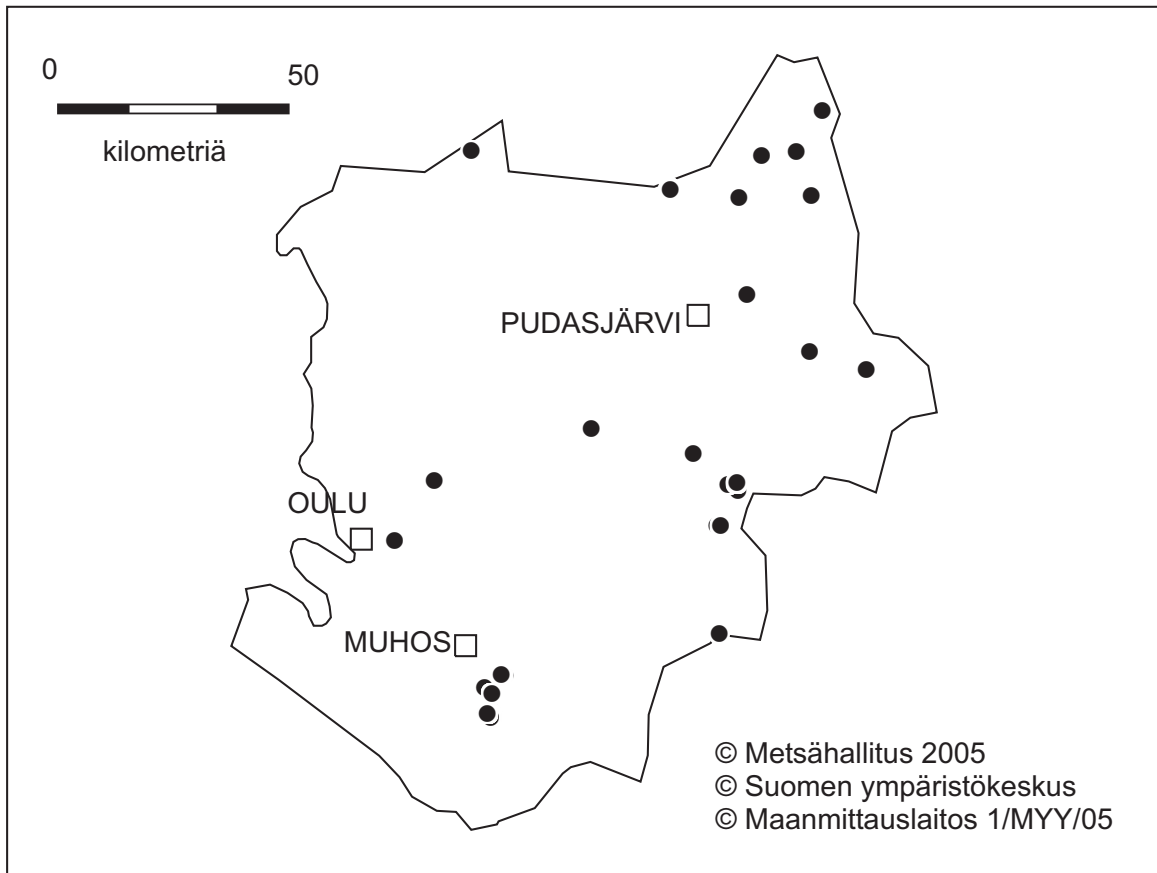 0 50
kilometriä
PUDASJÄRVI
OULU
MUHOS
© Metsähallitus 2005
© Suomen ympäristökeskus
© Maanmittauslaitos 1/MYY/05